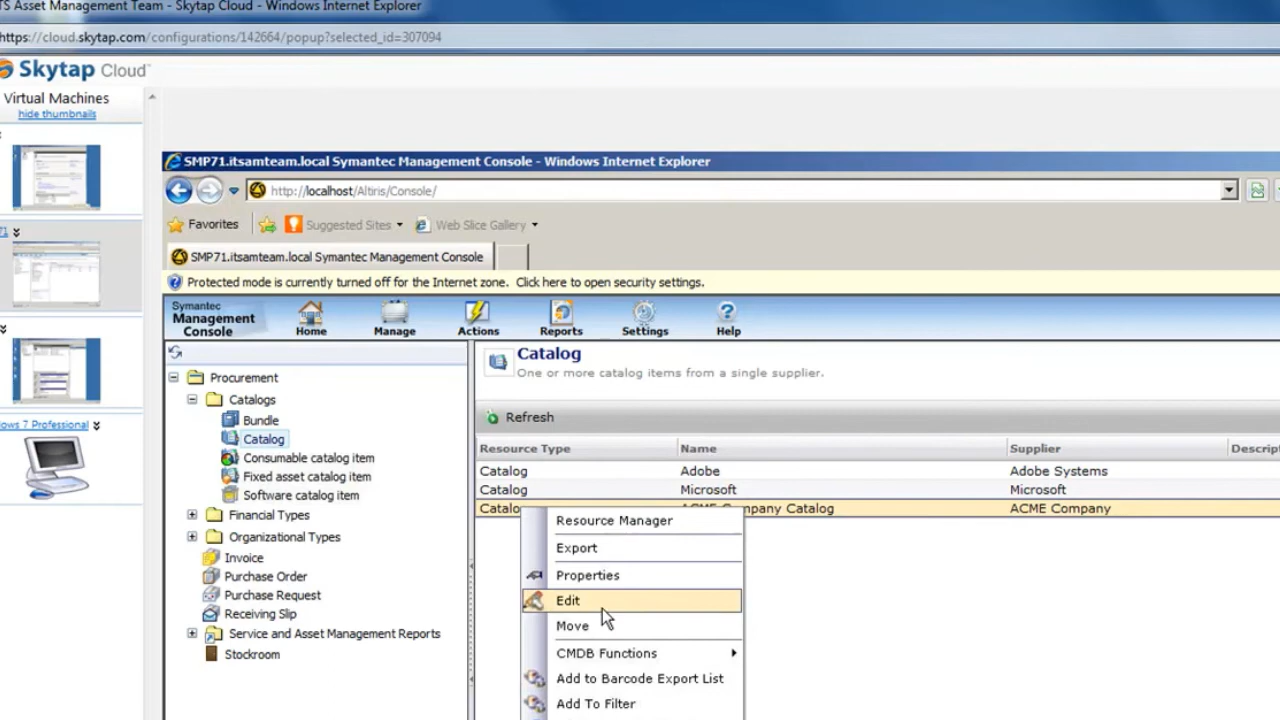 TS Asset Management Team - Skytap Cloud - Windows Internet Explorer
https://cloud.skytap.com/configurations/142664/popup?selected_id=307094
Skytap Cloud
Virtual Machines
hide thumbnails
SMP71.itsamteam.local Symantec Management Console - Windows Internet Explorer
http://localhost/Altiris/Console/
Favorites Suggested Sites Web Slice Gallery
SMP71.itsamteam.local Symantec Management Console
Protected mode is currently turned off for the Internet zone. Click here to open security settings.
Symantec
Management
Console
Home Manage Actions Reports Settings Help
Catalog
One or more catalog items from a single supplier.
Procurement
Catalogs
Bundle
Catalog
Consumable catalog item
Fixed asset catalog item
Software catalog item
Financial Types
Organizational Types
Invoice
Purchase Order
Purchase Request
Receiving Slip
Service and Asset Management Reports
Stockroom
71
ows 7 Professional
Refresh
Resource Type Name Supplier Descript
Catalog Adobe Adobe Systems
Catalog Microsoft Microsoft
Catalo ACME Company Catalog ACME Company
Resource Manager
Export
Properties
Edit
Move
CMDB Functions
Add to Barcode Export List
Add To Filter